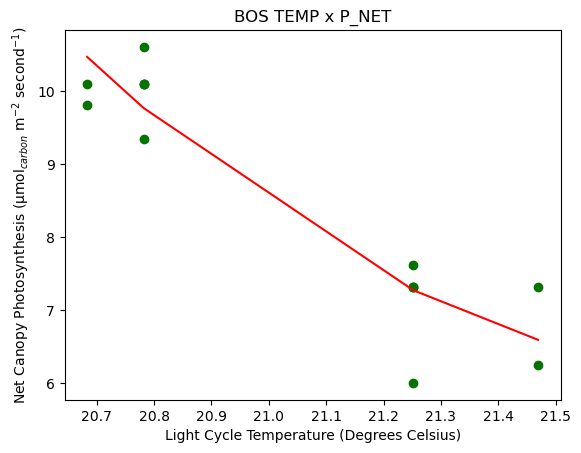 BOS TEMP x P_NET
Net Canopy Photosynthesis (μmol_carbon m⁻² second⁻¹)
10
9
8
7
6
20.7 20.8 20.9 21.0 21.1 21.2 21.3 21.4 21.5
Light Cycle Temperature (Degrees Celsius)